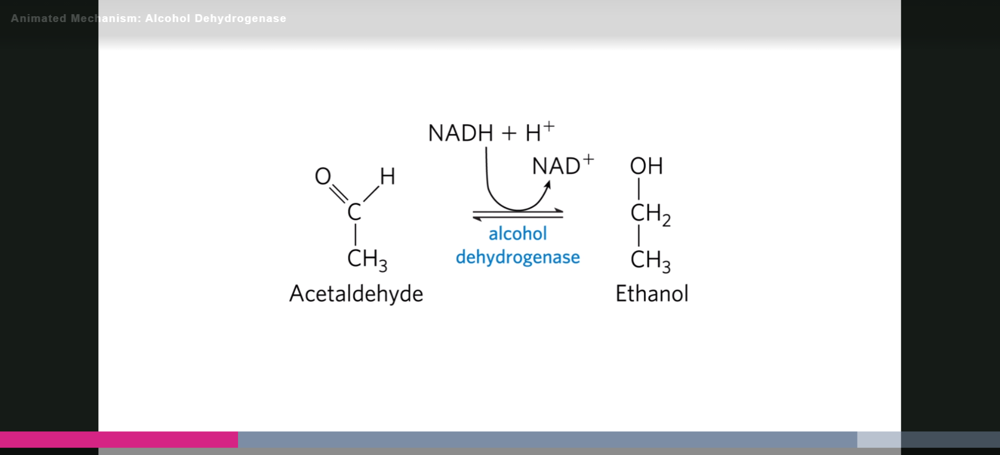 Animated Mechanism: Alcohol Dehydrogenase
NADH + H⁺
NAD⁺
O H
C
CH₃
Acetaldehyde
alcohol
dehydrogenase
OH
CH₂
CH₃
Ethanol